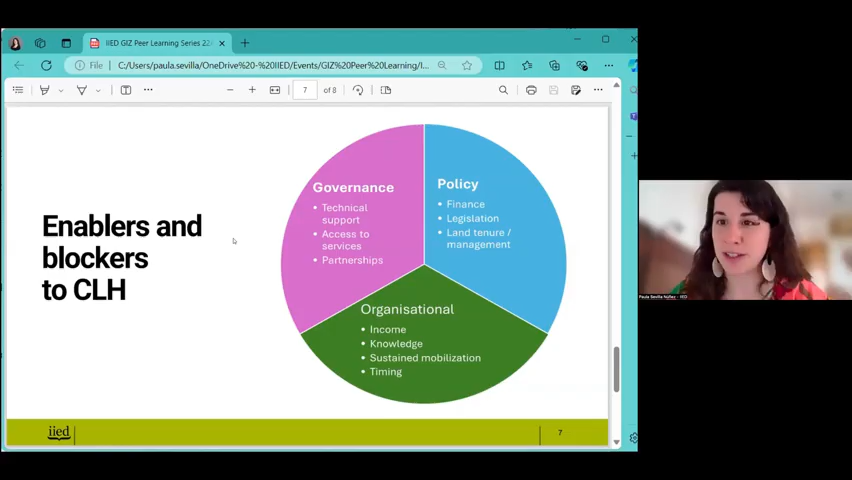 IIED GIZ Peer Learning Series 22
File
C:/Users/paula.sevilla/OneDrive%20-%20IIED/Events/GIZ%20Peer%20Learning/I...
7
of 8
Enablers and
blockers
to CLH
Governance
• Technical
support
• Access to
services
• Partnerships
Policy
• Finance
• Legislation
• Land tenure /
management
Organisational
• Income
• Knowledge
• Sustained mobilization
• Timing
iied
7
Paula Sevilla Núñez - IIED